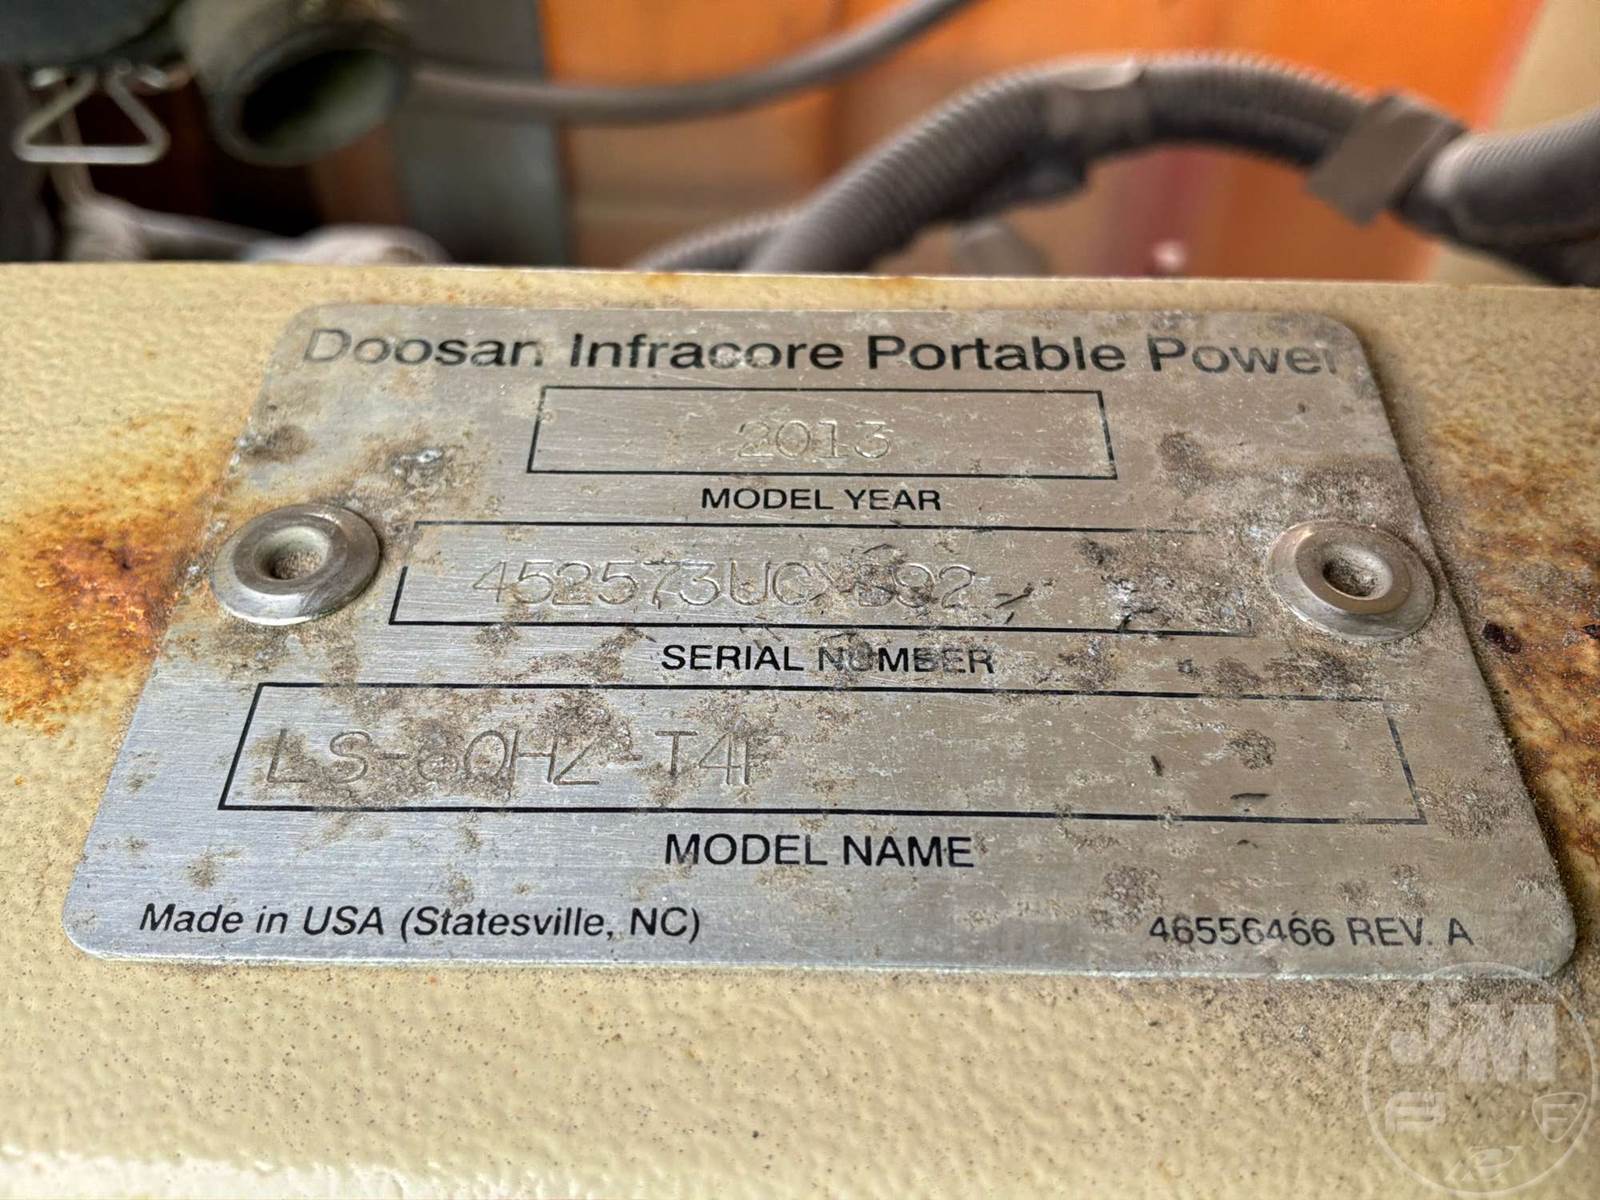 Doosan Infracore Portable Power
2013
MODEL YEAR
SERIAL NUMBER
LS-60HZ-T4F
MODEL NAME
Made in USA (Statesville, NC)
46556466 REV. A
JM